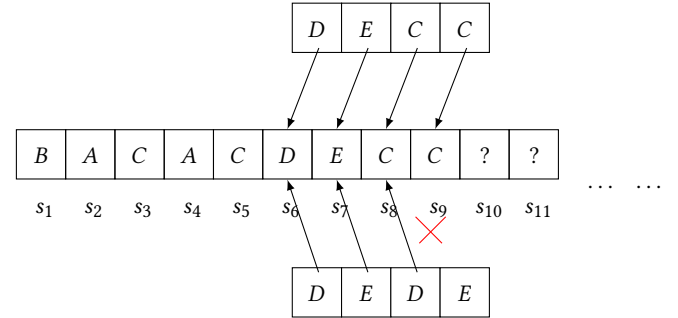 D E C C
B A C A C D E C C ? ?
s1 s2 s3 s4 s5 s6 s7 s8 s9 s10 s11 ... ...
D E D E